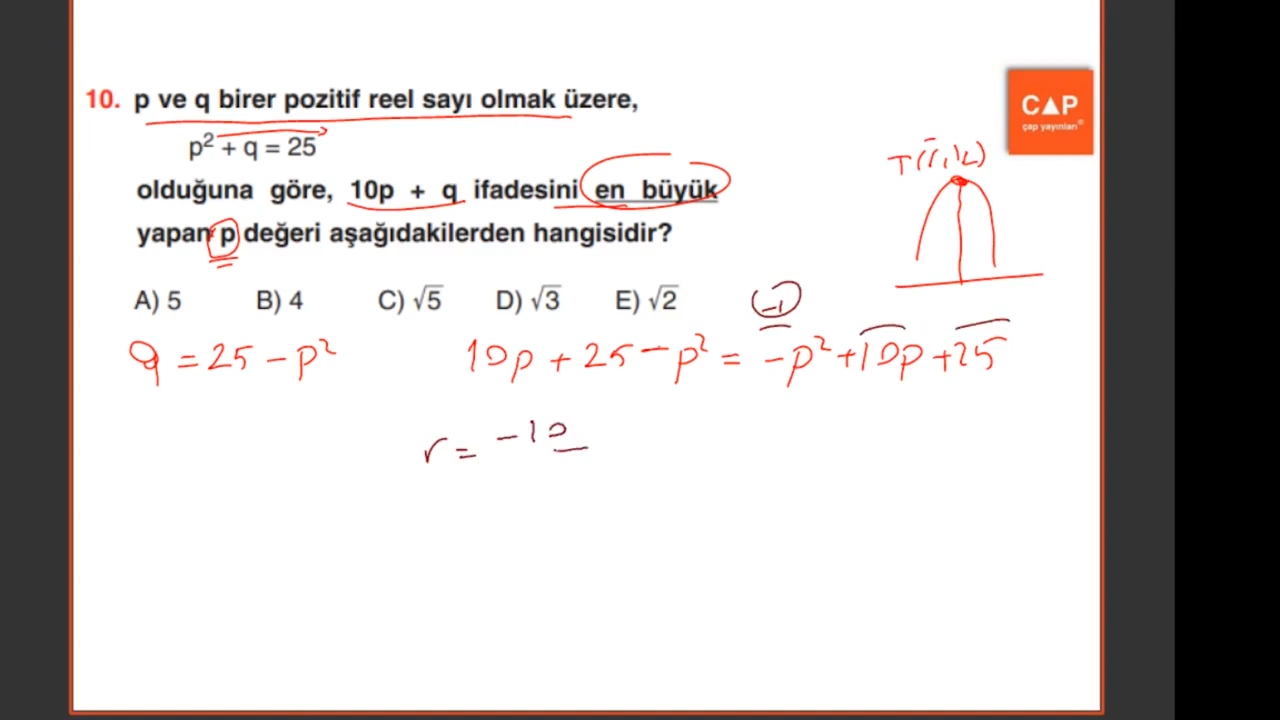 10. p ve q birer pozitif reel sayı olmak üzere,
p² + q = 25
olduğuna göre, 10p + q ifadesini en büyük
yapan p değeri aşağıdakilerden hangisidir?
A) 5 B) 4 C) √5 D) √3 E) √2
CAP
çap yayınları®
T(r,k)
-1
q = 25 - p² 10p + 25 - p² = -p² + 10p + 25
r = -10